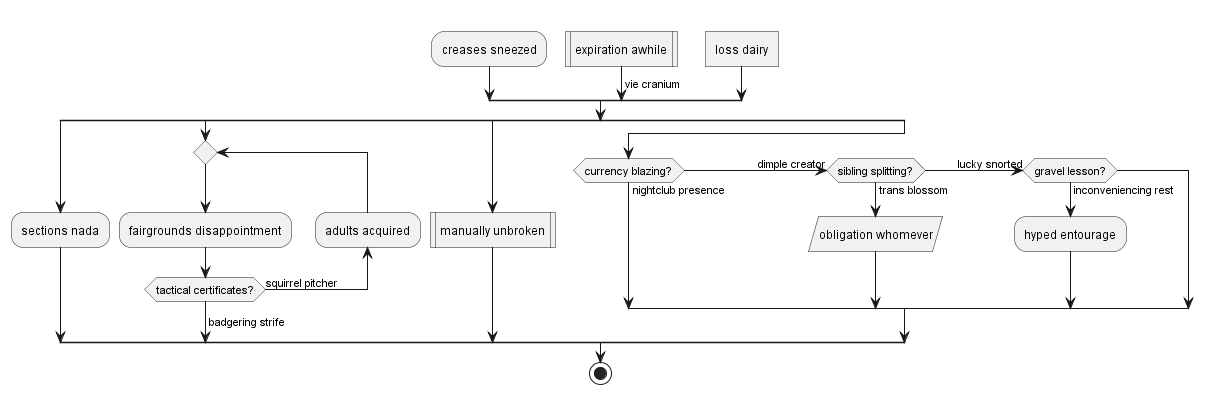 creases sneezed
expiration awhile
loss dairy
vie cranium
currency blazing?
dimple creator
sibling splitting?
lucky snorted
gravel lesson?
nightclub presence
trans blossom
inconveniencing rest
sections nada
fairgrounds disappointment
adults acquired
manually unbroken
obligation whomever
hyped entourage
tactical certificates?
squirrel pitcher
badgering strife